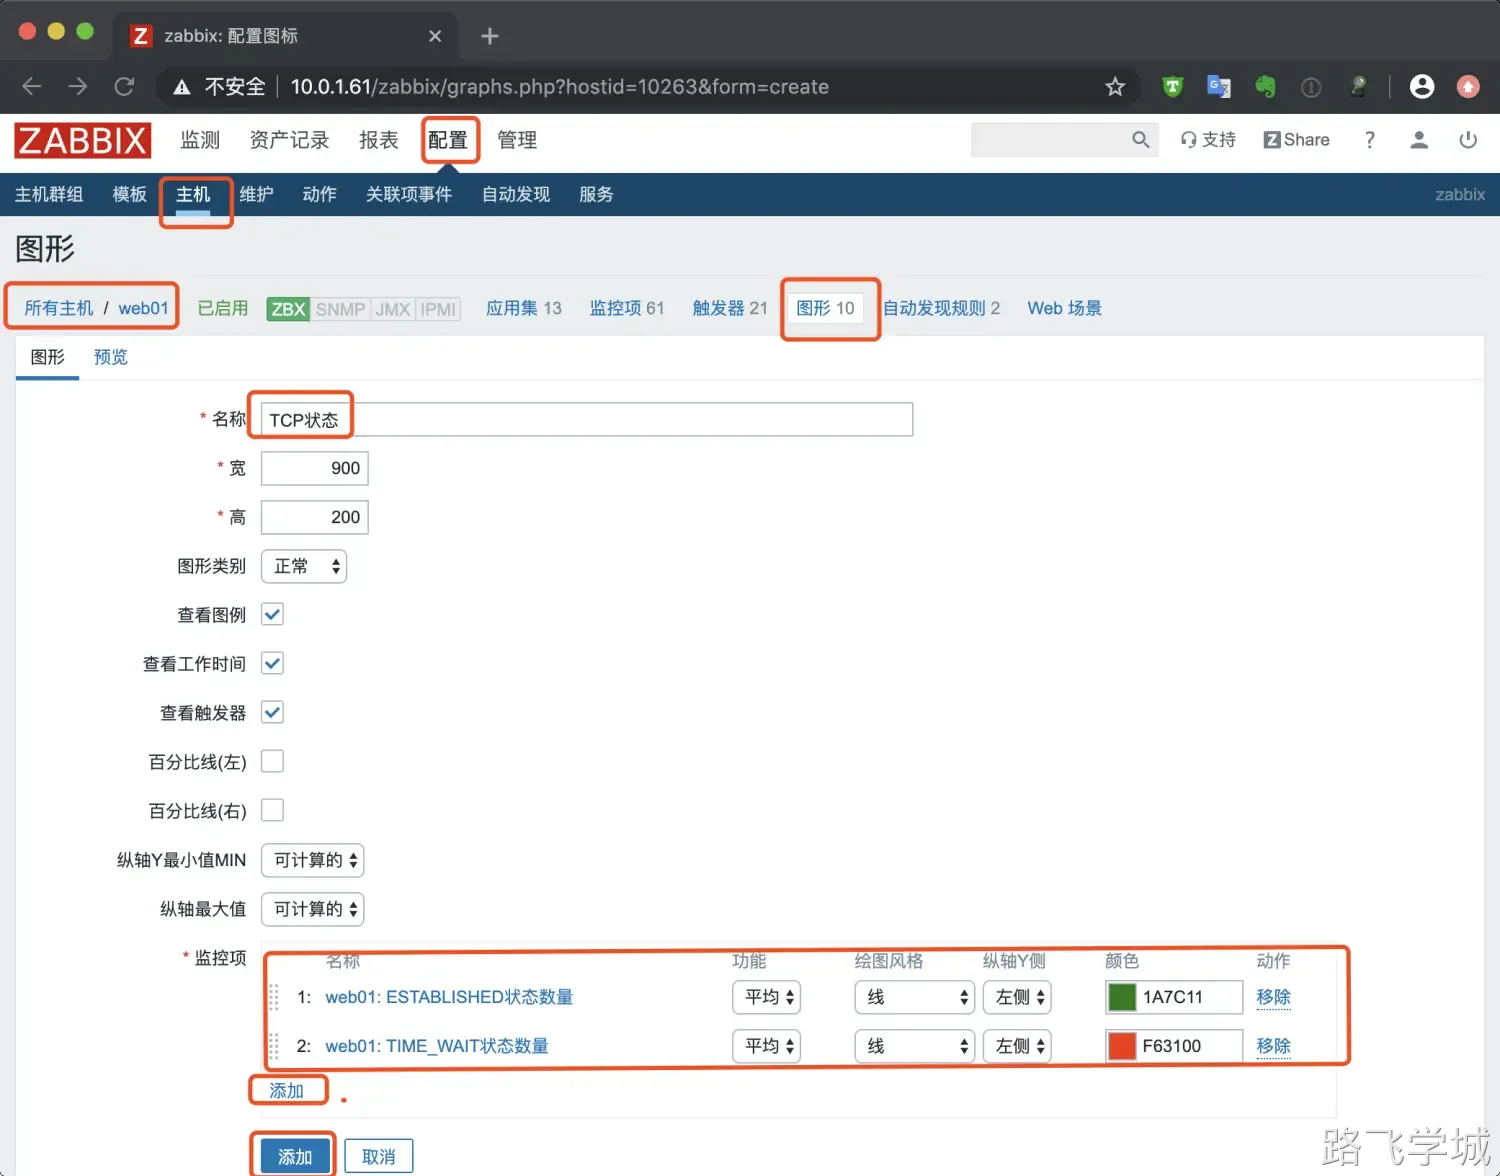 zabbix: 配置图标
不安全 10.0.1.61/zabbix/graphs.php?hostid=10263&form=create
ZABBIX 监测 资产记录 报表 配置 管理 支持 Z Share ?
主机群组 模板 主机 维护 动作 关联项事件 自动发现 服务 zabbix
图形
所有主机 / web01 已启用 ZBX SNMP JMX IPMI 应用集 13 监控项 61 触发器 21 图形 10 自动发现规则 2 Web 场景
图形 预览
* 名称 TCP状态
* 宽 900
* 高 200
图形类别 正常
查看图例
查看工作时间
查看触发器
百分比线(左)
百分比线(右)
纵轴Y最小值MIN 可计算的
纵轴最大值 可计算的
* 监控项 名称 功能 绘图风格 纵轴Y侧 颜色 动作
1: web01: ESTABLISHED状态数量 平均 线 左侧 1A7C11 移除
2: web01: TIME_WAIT状态数量 平均 线 左侧 F63100 移除
添加
添加 取消
路飞学城